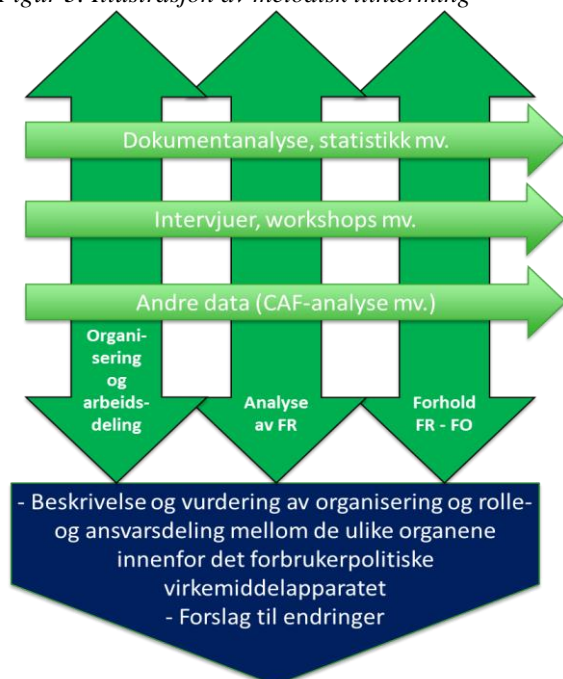 Figur 3. Illustrasjon av metodisk tilnærming
Dokumentanalyse, statistikk mv.
Intervjuer, workshops mv.
Andre data (CAF-analyse mv.)
Organi-
sering
og
arbeids-
deling
Analyse
av FR
Forhold
FR - FO
- Beskrivelse og vurdering av organisering og rolle-
og ansvarsdeling mellom de ulike organene
innenfor det forbrukerpolitiske
virkemiddelapparatet
- Forslag til endringer